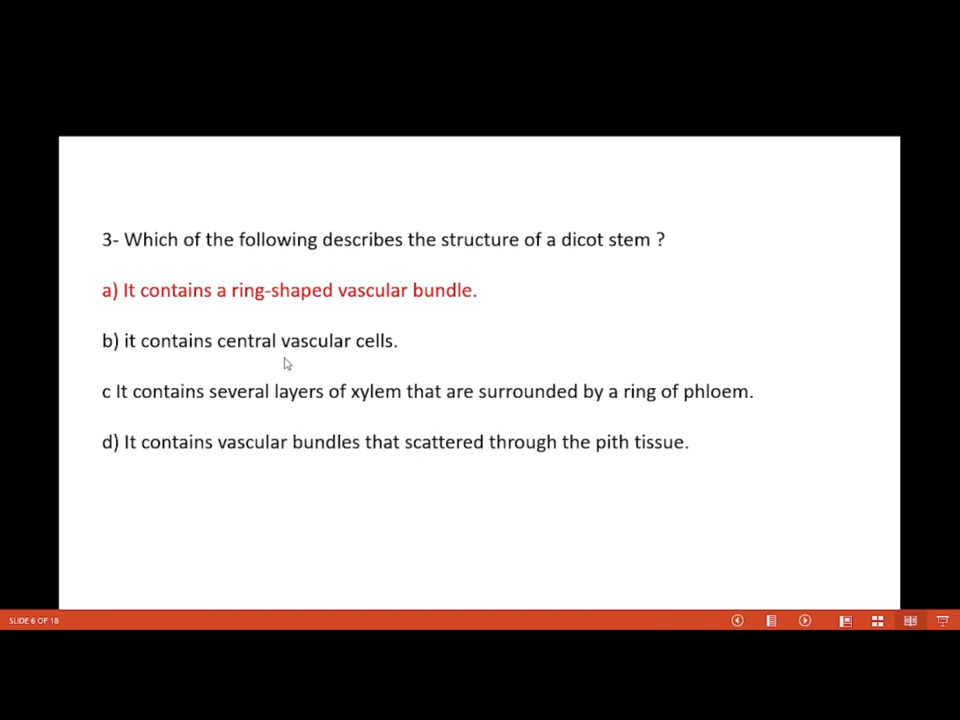 3- Which of the following describes the structure of a dicot stem ?
a) It contains a ring-shaped vascular bundle.
b) it contains central vascular cells.
c It contains several layers of xylem that are surrounded by a ring of phloem.
d) It contains vascular bundles that scattered through the pith tissue.
SLIDE 6 OF 18